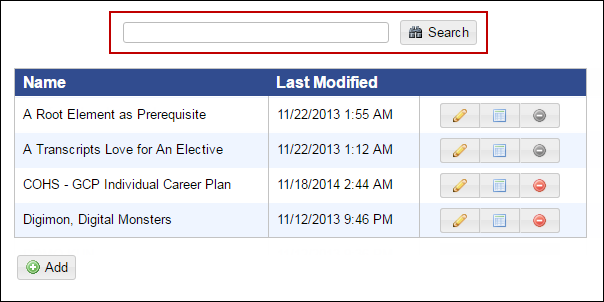 Search
Name Last Modified
A Root Element as Prerequisite 11/22/2013 1:55 AM
A Transcripts Love for An Elective 11/22/2013 1:12 AM
COHS - GCP Individual Career Plan 11/18/2014 2:44 AM
Digimon, Digital Monsters 11/12/2013 9:46 PM
Add